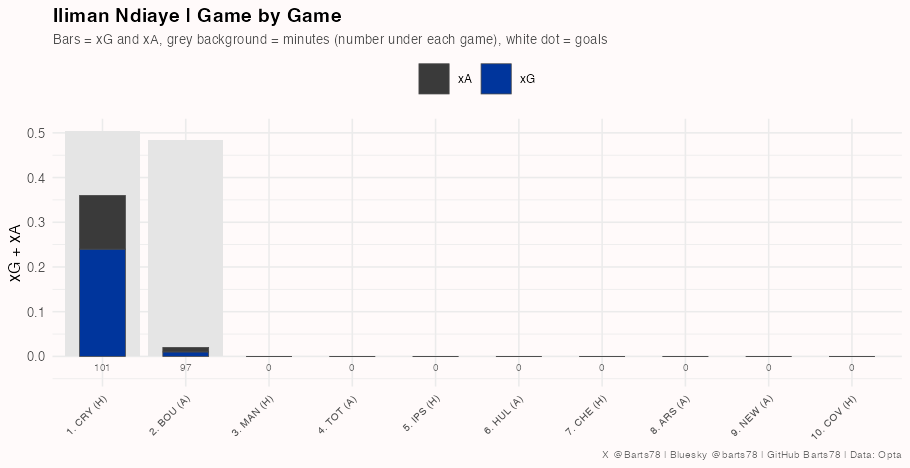 Iliman Ndiaye | Game by Game
Bars = xG and xA, grey background = minutes (number under each game), white dot = goals
xA xG
xG + xA
0.5
0.4
0.3
0.2
0.1
0.0
101 97 0 0 0 0 0 0 0 0
1. CRY (H) 2. BOU (A) 3. MAN (H) 4. TOT (A) 5. IPS (H) 6. HUL (A) 7. CHE (H) 8. ARS (A) 9. NEW (A) 10. COV (H)
X @Barts78 | Bluesky @barts78 | GitHub Barts78 | Data: Opta